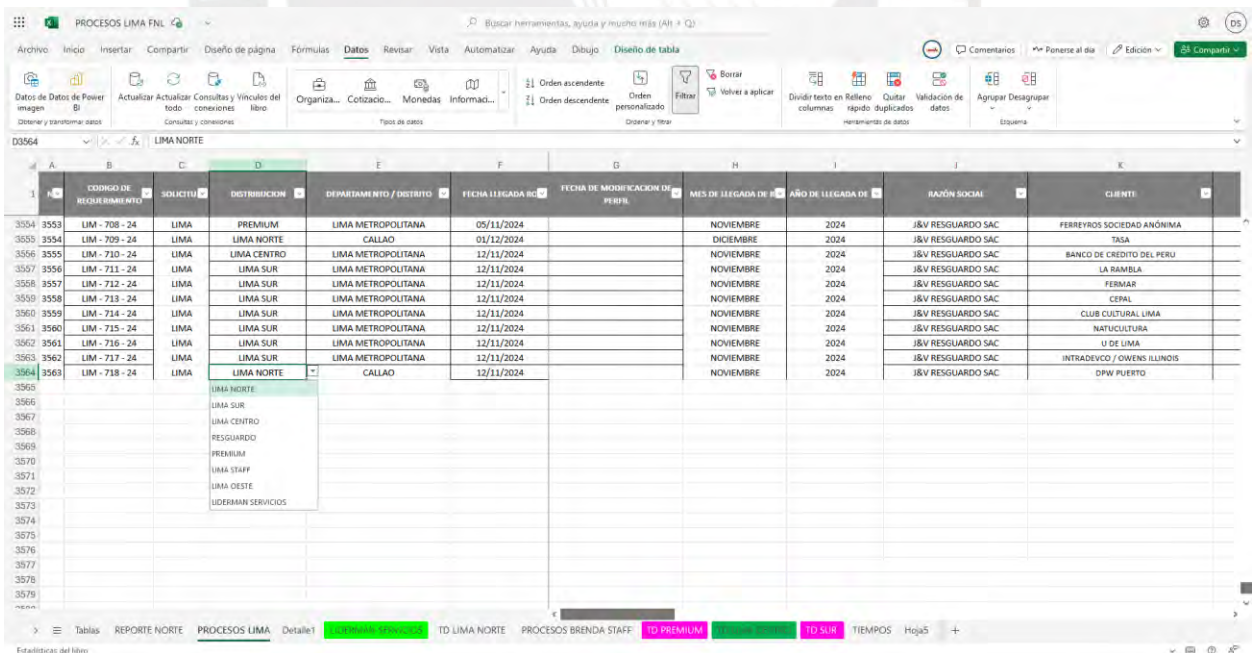 PROCESOS LIMA FNL
Buscar herramientas, ayuda y mucho más (Alt + Q)
DS
Archivo Inicio Insertar Compartir Diseño de página Fórmulas Datos Revisar Vista Automatizar Ayuda Dibujo Diseño de tabla
Comentarios Ponerse al día Edición Compartir
Datos de imagen
Datos de Power BI
Actualizar
Actualizar todo
Consultas y conexiones
Vínculos del libro
Organiza... Cotizacio... Monedas Informaci...
Orden ascendente
Orden descendente
Orden personalizado
Filtrar
Borrar
Volver a aplicar
Dividir texto en columnas
Relleno rápido
Quitar duplicados
Validación de datos
Agrupar Desagrupar
Obtener y transformar datos
Consultas y conexiones
Tipos de datos
Ordenar y filtrar
Herramientas de datos
Esquema
D3564 fx LIMA NORTE
A B C D E F G H I J K
1 CODIGO DE REQUERIMIENTO SOLICITU DISTRIBUCION DEPARTAMENTO / DISTRITO FECHA LLEGADA RQ FECHA DE MODIFICACION DE PERFIL MES DE LLEGADA DE AÑO DE LLEGADA DE RAZÓN SOCIAL CLIENTE
3554 3553 LIM - 708 - 24 LIMA PREMIUM LIMA METROPOLITANA 05/11/2024 NOVIEMBRE 2024 J&V RESGUARDO SAC FERREYROS SOCIEDAD ANÓNIMA
3555 3554 LIM - 709 - 24 LIMA LIMA NORTE CALLAO 01/12/2024 DICIEMBRE 2024 J&V RESGUARDO SAC TASA
3556 3555 LIM - 710 - 24 LIMA LIMA CENTRO LIMA METROPOLITANA 12/11/2024 NOVIEMBRE 2024 J&V RESGUARDO SAC BANCO DE CREDITO DEL PERU
3557 3556 LIM - 711 - 24 LIMA LIMA SUR LIMA METROPOLITANA 12/11/2024 NOVIEMBRE 2024 J&V RESGUARDO SAC LA RAMBLA
3558 3557 LIM - 712 - 24 LIMA LIMA SUR LIMA METROPOLITANA 12/11/2024 NOVIEMBRE 2024 J&V RESGUARDO SAC FERMAR
3559 3558 LIM - 713 - 24 LIMA LIMA SUR LIMA METROPOLITANA 12/11/2024 NOVIEMBRE 2024 J&V RESGUARDO SAC CEPAL
3560 3559 LIM - 714 - 24 LIMA LIMA SUR LIMA METROPOLITANA 12/11/2024 NOVIEMBRE 2024 J&V RESGUARDO SAC CLUB CULTURAL LIMA
3561 3560 LIM - 715 - 24 LIMA LIMA SUR LIMA METROPOLITANA 12/11/2024 NOVIEMBRE 2024 J&V RESGUARDO SAC NATUCULTURA
3562 3561 LIM - 716 - 24 LIMA LIMA SUR LIMA METROPOLITANA 12/11/2024 NOVIEMBRE 2024 J&V RESGUARDO SAC U DE LIMA
3563 3562 LIM - 717 - 24 LIMA LIMA SUR LIMA METROPOLITANA 12/11/2024 NOVIEMBRE 2024 J&V RESGUARDO SAC INTRADEVCO / OWENS ILLINOIS
3564 3563 LIM - 718 - 24 LIMA LIMA NORTE CALLAO 12/11/2024 NOVIEMBRE 2024 J&V RESGUARDO SAC DPW PUERTO
3565
LIMA NORTE
3566
LIMA SUR
3567
LIMA CENTRO
3568
RESGUARDO
3569
PREMIUM
3570
3571
LIMA STAFF
3572
LIMA OESTE
3573
LIDERMAN SERVICIOS
3574
3575
3576
3577
3578
3579
Tablas REPORTE NORTE PROCESOS LIMA Detalle1 LIDERMAN SERVICIOS TD LIMA NORTE PROCESOS BRENDA STAFF TD PREMIUM TD SUR TIEMPOS Hoja5 +
Estadísticas del libro